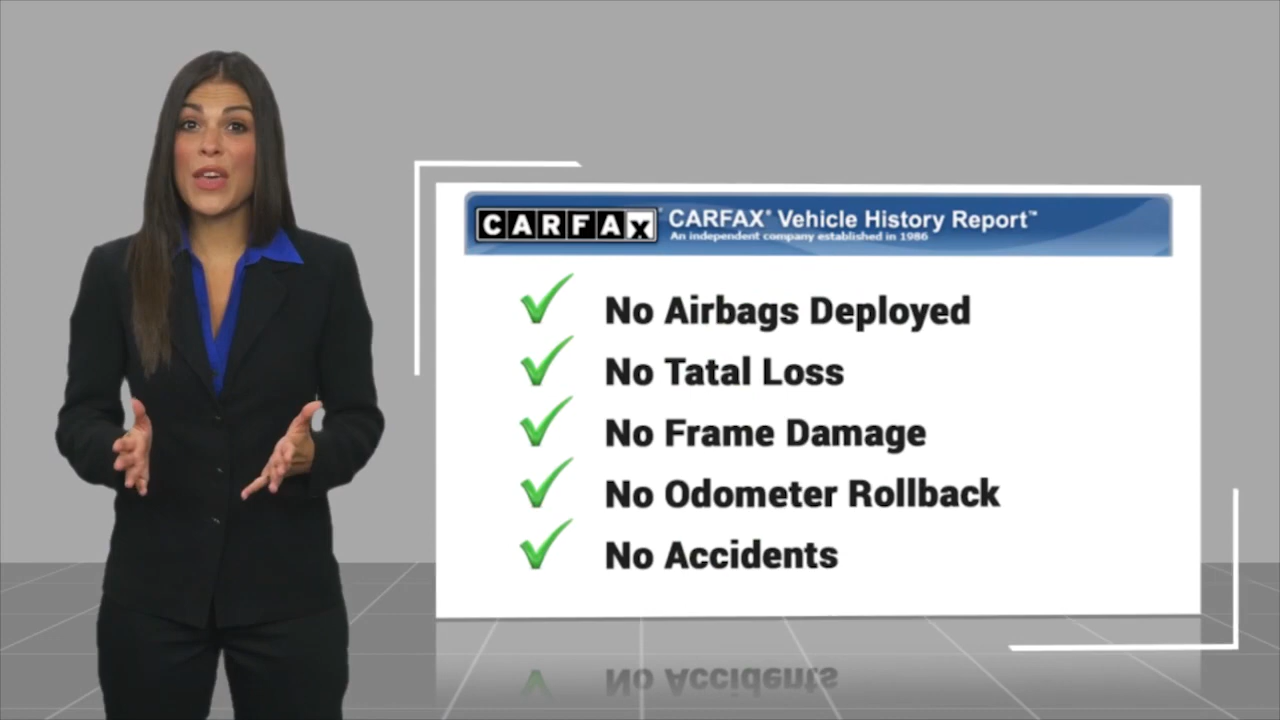 CARFAX® CARFAX® Vehicle History Report™
An independent company established in 1986
No Airbags Deployed
No Tatal Loss
No Frame Damage
No Odometer Rollback
No Accidents
No Accidents